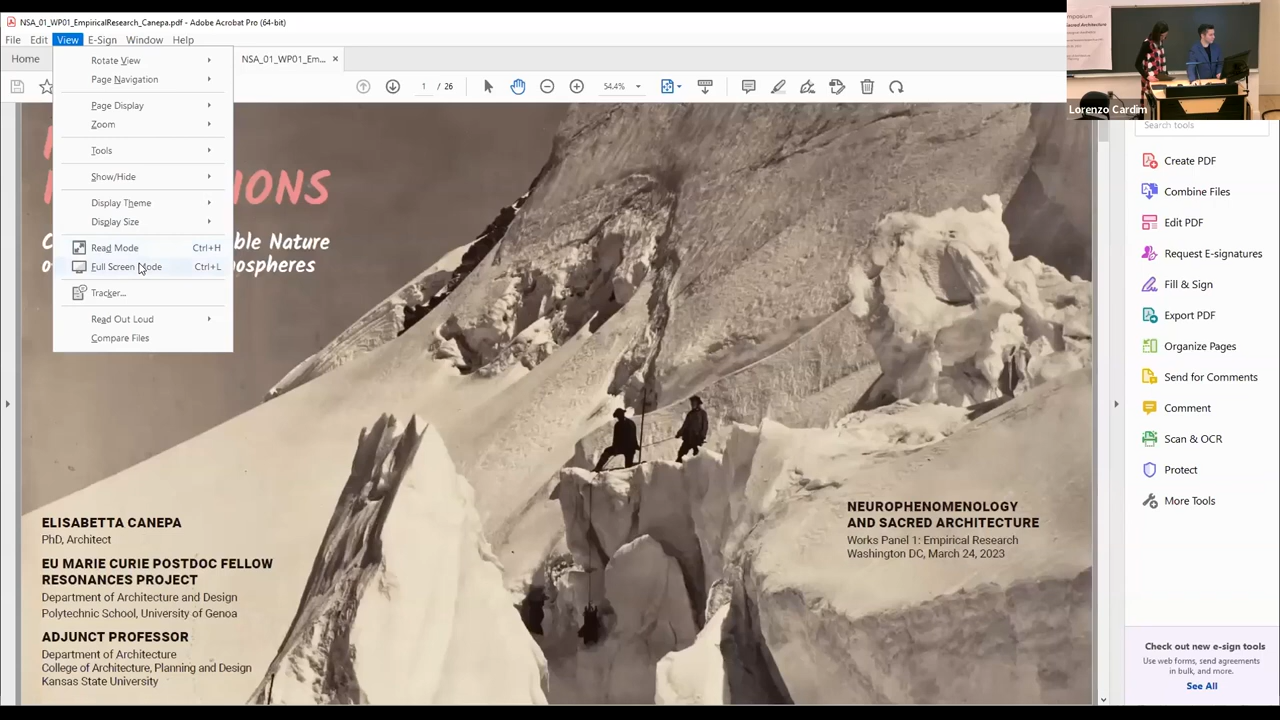 NSA_01_WP01_EmpiricalResearch_Canepa.pdf - Adobe Acrobat Pro (64-bit)
File Edit View E-Sign Window Help
Home
NSA_01_WP01_Em... ×
1 / 26
54.4%
Rotate View
Page Navigation
Page Display
Zoom
Tools
Show/Hide
Display Theme
Display Size
Read Mode Ctrl+H
Full Screen Mode Ctrl+L
Tracker...
Read Out Loud
Compare Files
IONS
ble Nature
ospheres
ELISABETTA CANEPA
PhD, Architect
EU MARIE CURIE POSTDOC FELLOW
RESONANCES PROJECT
Department of Architecture and Design
Polytechnic School, University of Genoa
ADJUNCT PROFESSOR
Department of Architecture
College of Architecture, Planning and Design
Kansas State University
NEUROPHENOMENOLOGY
AND SACRED ARCHITECTURE
Works Panel 1: Empirical Research
Washington DC, March 24, 2023
Lorenzo Cardim
Search tools
Create PDF
Combine Files
Edit PDF
Request E-signatures
Fill & Sign
Export PDF
Organize Pages
Send for Comments
Comment
Scan & OCR
Protect
More Tools
Check out new e-sign tools
Use web forms, send agreements
in bulk, and more.
See All